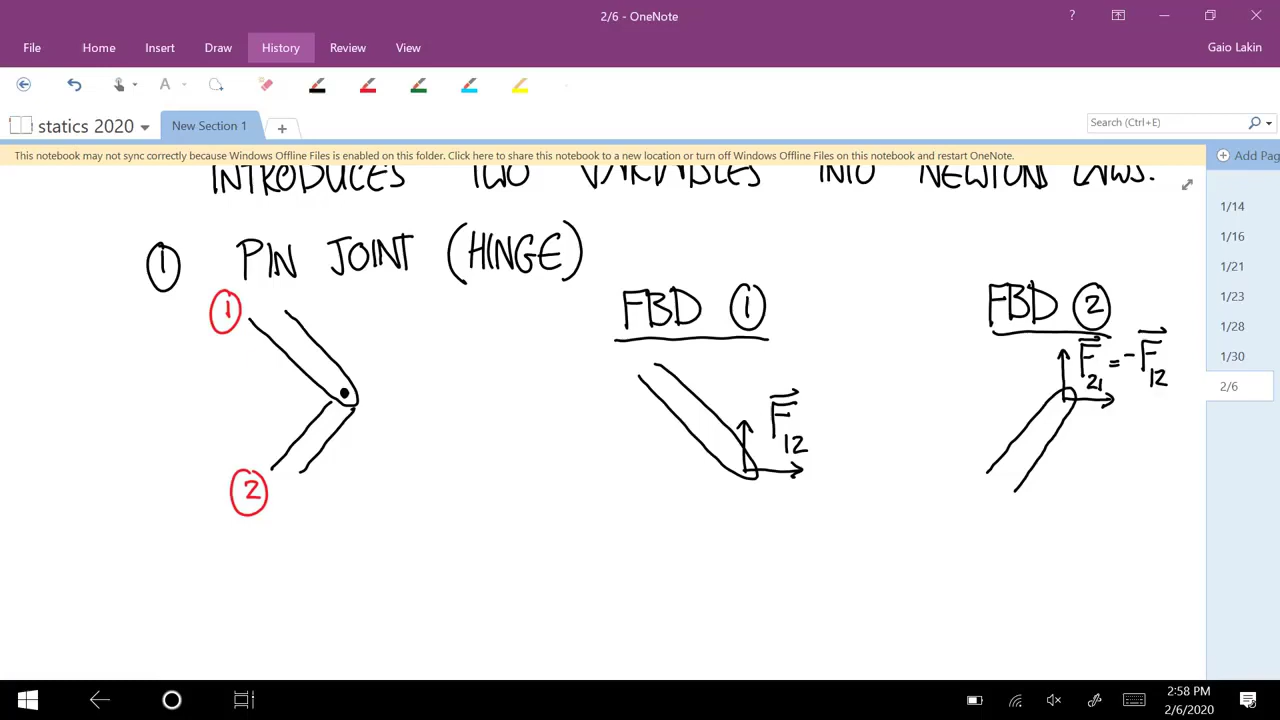 2/6 - OneNote
?
File Home Insert Draw History Review View
Gaio Lakin
A
statics 2020
New Section 1
+
Search (Ctrl+E)
This notebook may not sync correctly because Windows Offline Files is enabled on this folder. Click here to share this notebook to a new location or turn off Windows Offline Files on this notebook and restart OneNote.
Add Pag
INTRODUCES TWO VARIABLES INTO NEWTONS LAWS.
1/14
1/16
1/21
1/23
1/28
1/30
2/6
① PIN JOINT (HINGE)
①
②
FBD ①
F⃗12
FBD ②
F⃗21 = -F⃗12
2:58 PM
2/6/2020